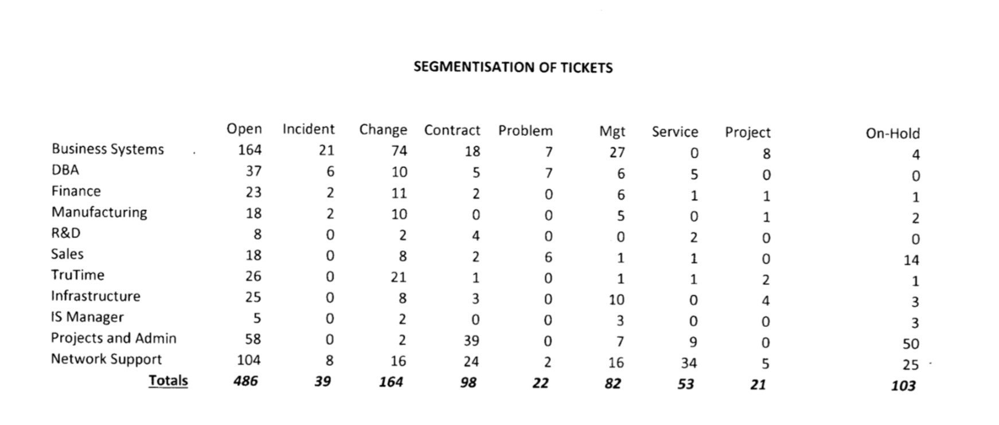 SEGMENTISATION OF TICKETS
Open Incident Change Contract Problem Mgt Service Project On-Hold
Business Systems 164 21 74 18 7 27 0 8 4
DBA 37 6 10 5 7 6 5 0 0
Finance 23 2 11 2 0 6 1 1 1
Manufacturing 18 2 10 0 0 5 0 1 2
R&D 8 0 2 4 0 0 2 0 0
Sales 18 0 8 2 6 1 1 0 14
TruTime 26 0 21 1 0 1 1 2 1
Infrastructure 25 0 8 3 0 10 0 4 3
IS Manager 5 0 2 0 0 3 0 0 3
Projects and Admin 58 0 2 39 0 7 9 0 50
Network Support 104 8 16 24 2 16 34 5 25
Totals 486 39 164 98 22 82 53 21 103